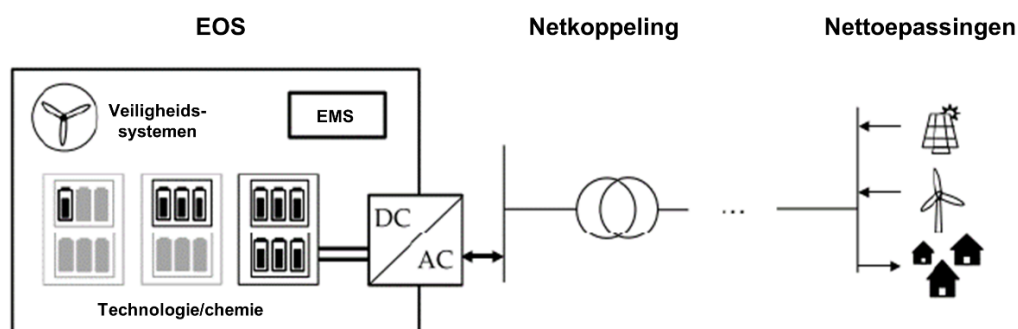 EOS
Netkoppeling
Nettoepassingen
Veiligheids-
systemen
EMS
DC
AC
...
Technologie/chemie